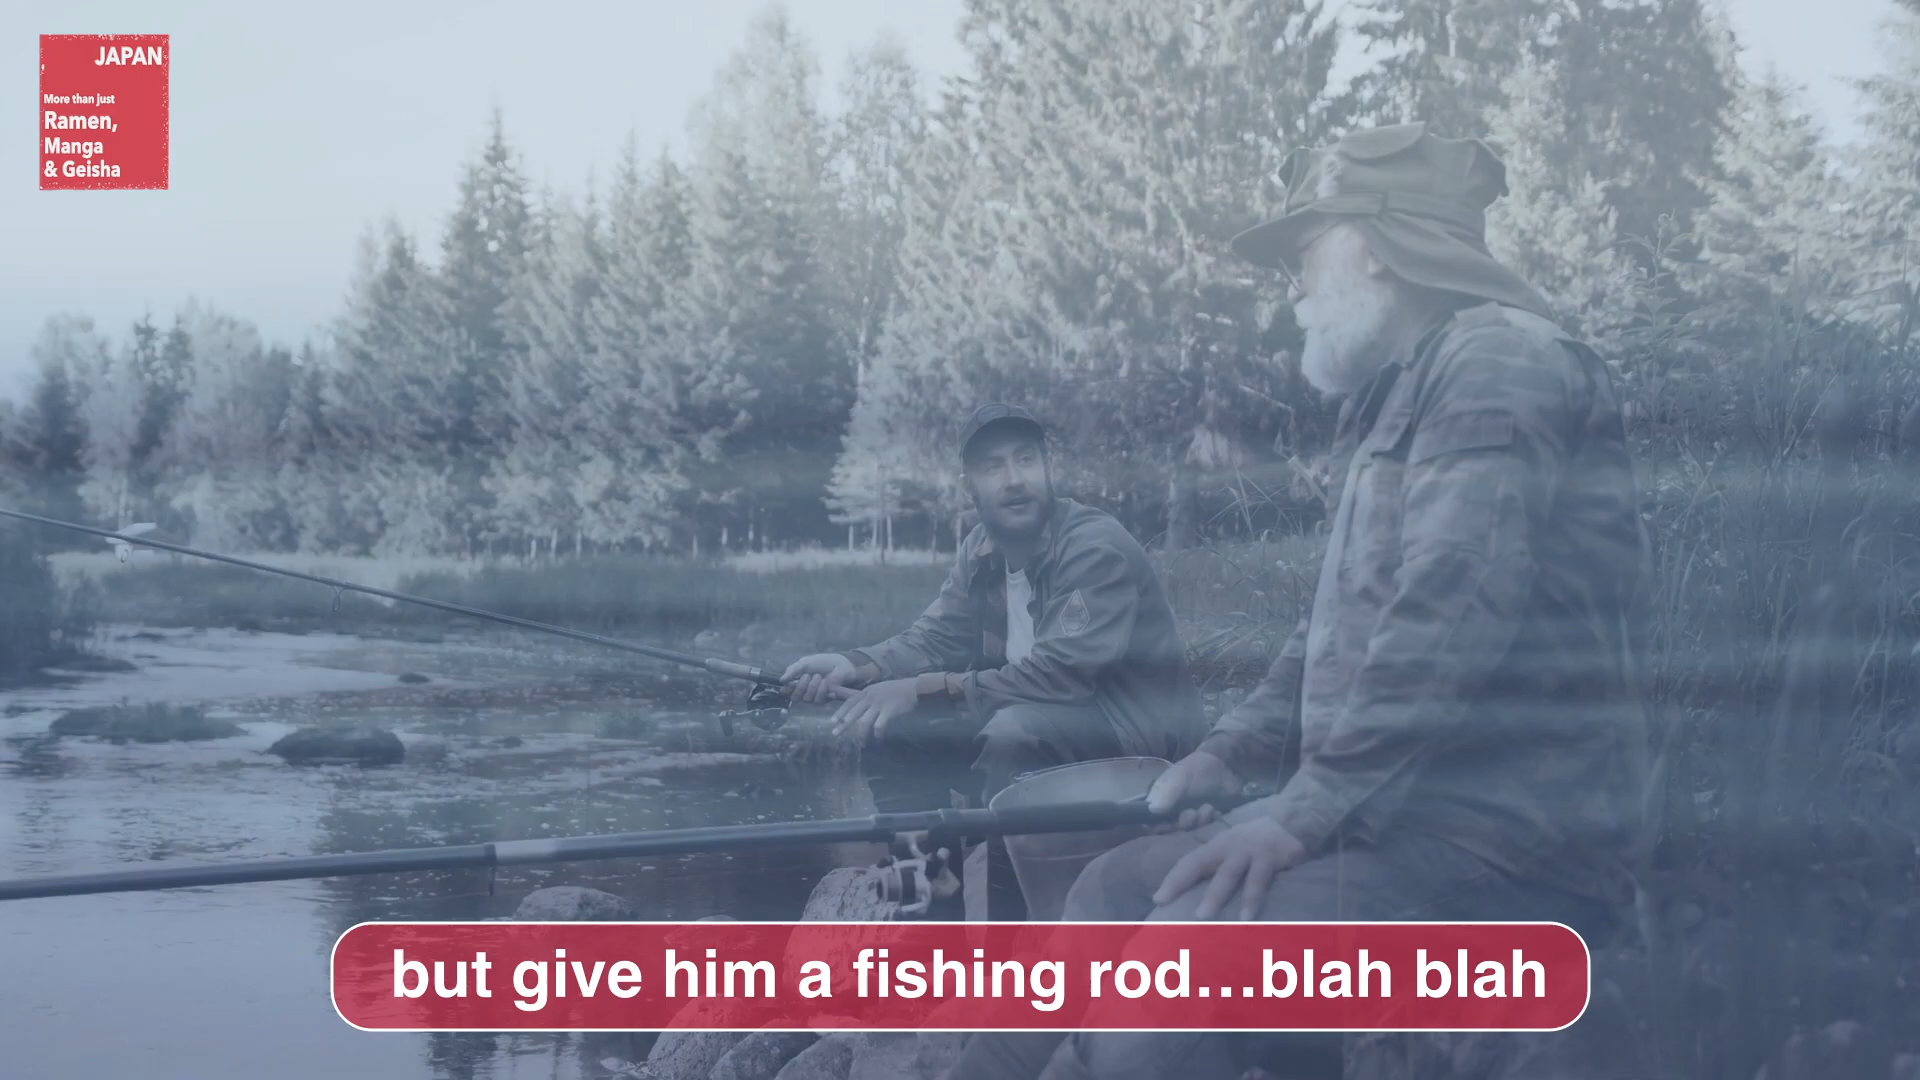 JAPAN
More than just
Ramen,
Manga
& Geisha
but give him a fishing rod...blah blah